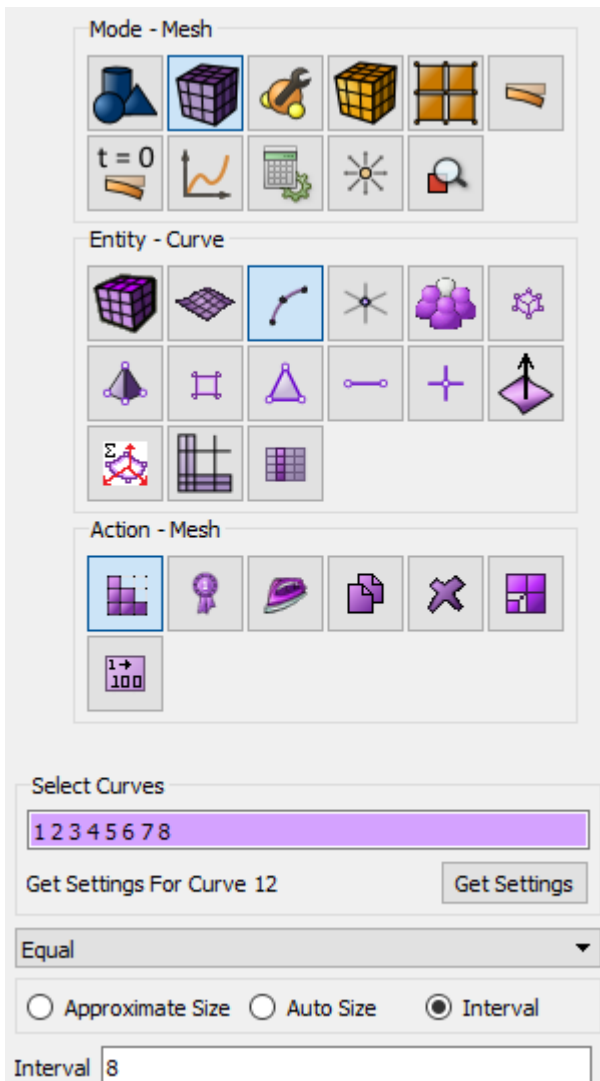 Mode - Mesh
t = 0
Entity - Curve
Σ
Action - Mesh
1
1→
100
Select Curves
1 2 3 4 5 6 7 8
Get Settings For Curve 12
Get Settings
Equal
Approximate Size Auto Size Interval
Interval 8